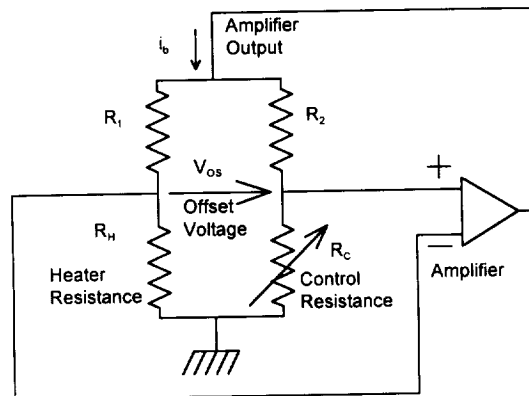 Amplifier
Output
i_b
R_1
R_2
V_OS
Offset
Voltage
+
R_H
R_C
−
Heater
Resistance
Control
Resistance
Amplifier